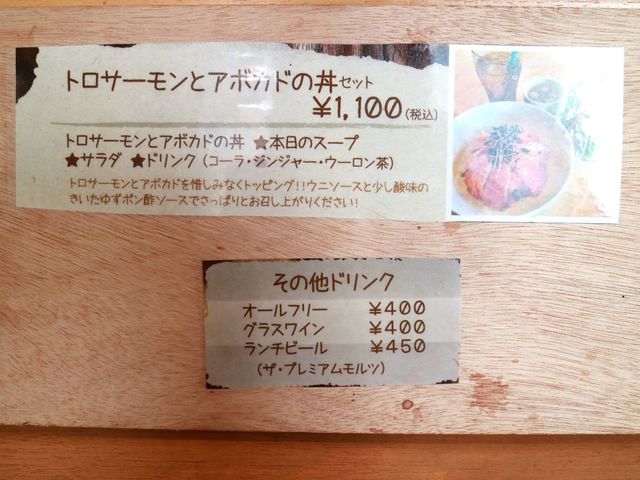 トロサーモンとアボカドの丼セット
¥1,100(税込)
トロサーモンとアボカドの丼 ★本日のスープ
★サラダ ★ドリンク (コーラ・ジンジャー・ウーロン茶)
トロサーモンとアボカドを惜しみなくトッピング!!ウニソースと少し酸味の
きいたゆずポン酢ソースでさっぱりとお召し上がりください!
その他ドリンク
オールフリー ¥400
グラスワイン ¥400
ランチビール ¥450
(ザ・プレミアムモルツ)